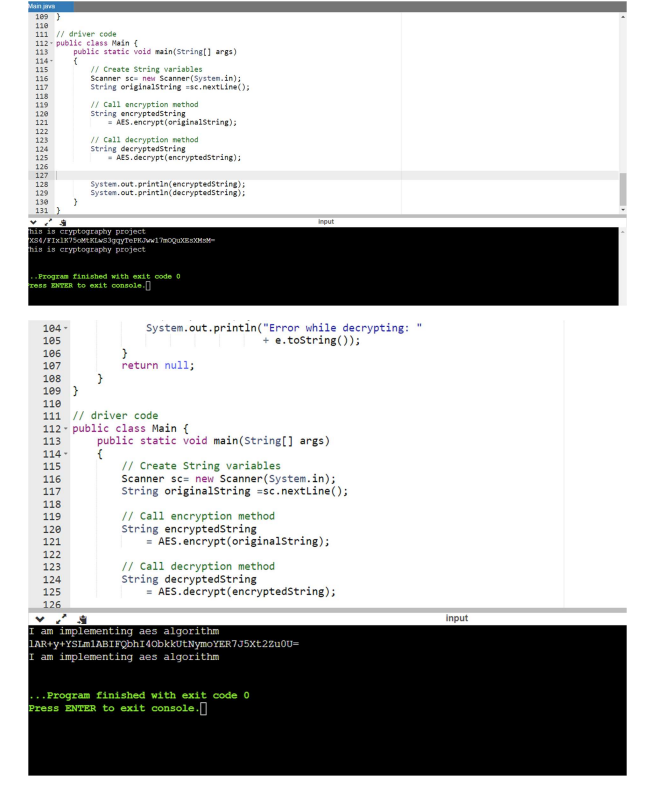 Main.java
109 }
110
111 // driver code
112 public class Main {
113 public static void main(String[] args)
114 {
115 // Create String variables
116 Scanner sc= new Scanner(System.in);
117 String originalString =sc.nextLine();
118
119 // Call encryption method
120 String encryptedString
121 = AES.encrypt(originalString);
122
123 // Call decryption method
124 String decryptedString
125 = AES.decrypt(encryptedString);
126
127
128 System.out.println(encryptedString);
129 System.out.println(decryptedString);
130 }
131 }
input
his is cryptography project
his is cryptography project
..Program finished with exit code 0
ress ENTER to exit console.
104 System.out.println("Error while decrypting: "
105 + e.toString());
106 }
107 return null;
108 }
109 }
110
111 // driver code
112 public class Main {
113 public static void main(String[] args)
114 {
115 // Create String variables
116 Scanner sc= new Scanner(System.in);
117 String originalString =sc.nextLine();
118
119 // Call encryption method
120 String encryptedString
121 = AES.encrypt(originalString);
122
123 // Call decryption method
124 String decryptedString
125 = AES.decrypt(encryptedString);
126
input
I am implementing aes algorithm
lAR+y+YSLm1ABIFQbhI4ObkkUtNymoYER7J5Xt2Zu0U=
I am implementing aes algorithm
...Program finished with exit code 0
Press ENTER to exit console.